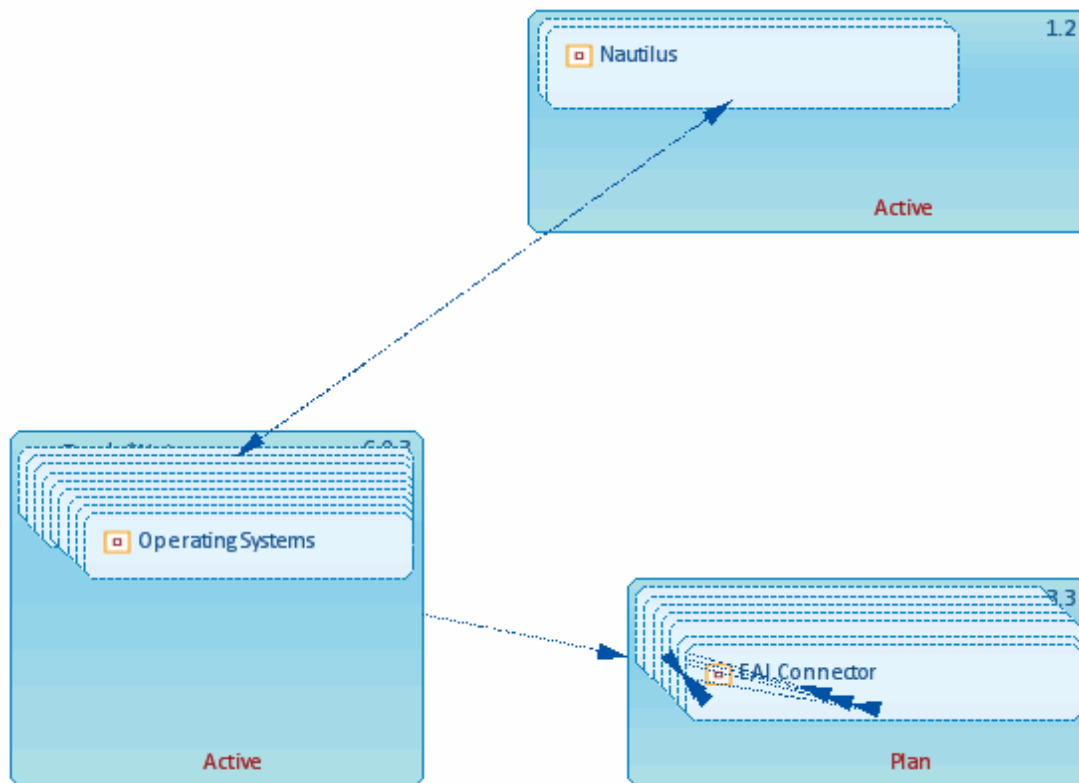 1.2
Nautilus
Active
Operating Systems
3.3
EAI Connector
Active
Plan